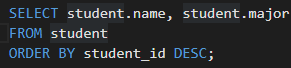 SELECT student.name, student.major
FROM student
ORDER BY student_id DESC;